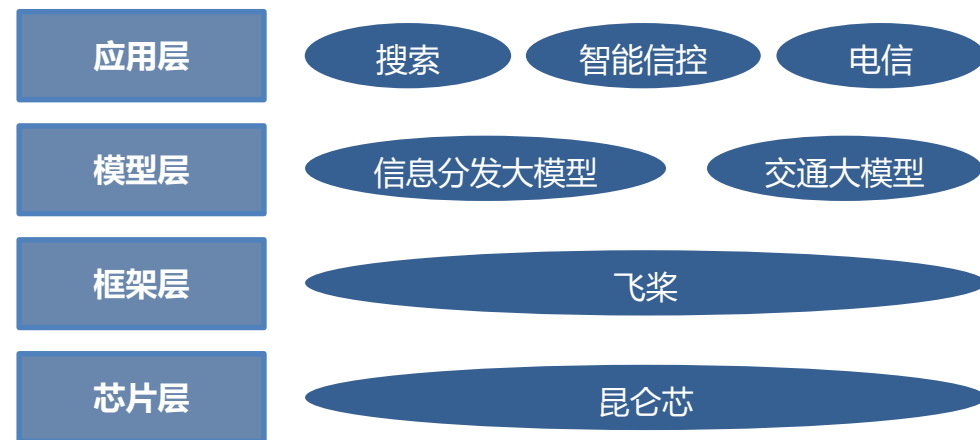 应用层 搜索 智能信控 电信
模型层 信息分发大模型 交通大模型
框架层 飞桨
芯片层 昆仑芯